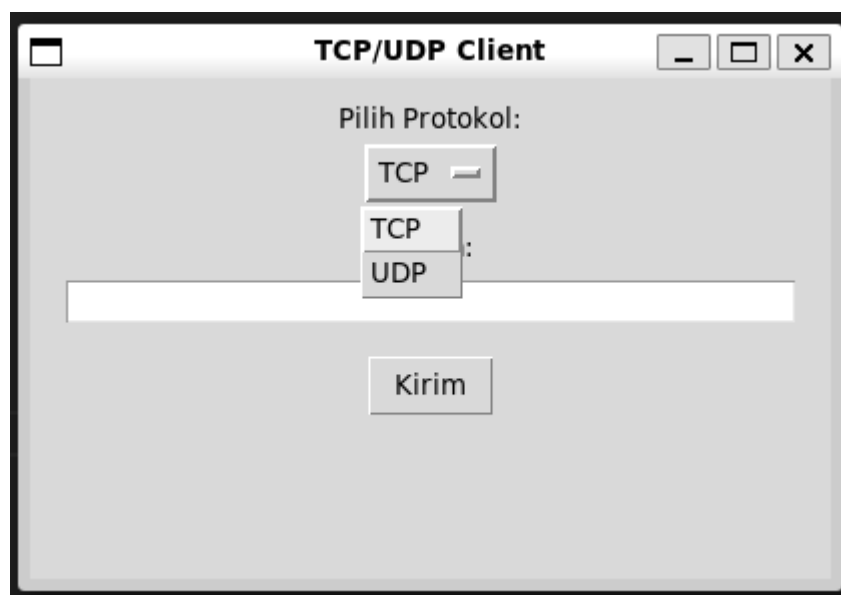 TCP/UDP Client
Pilih Protokol:
TCP
TCP
UDP
Kirim